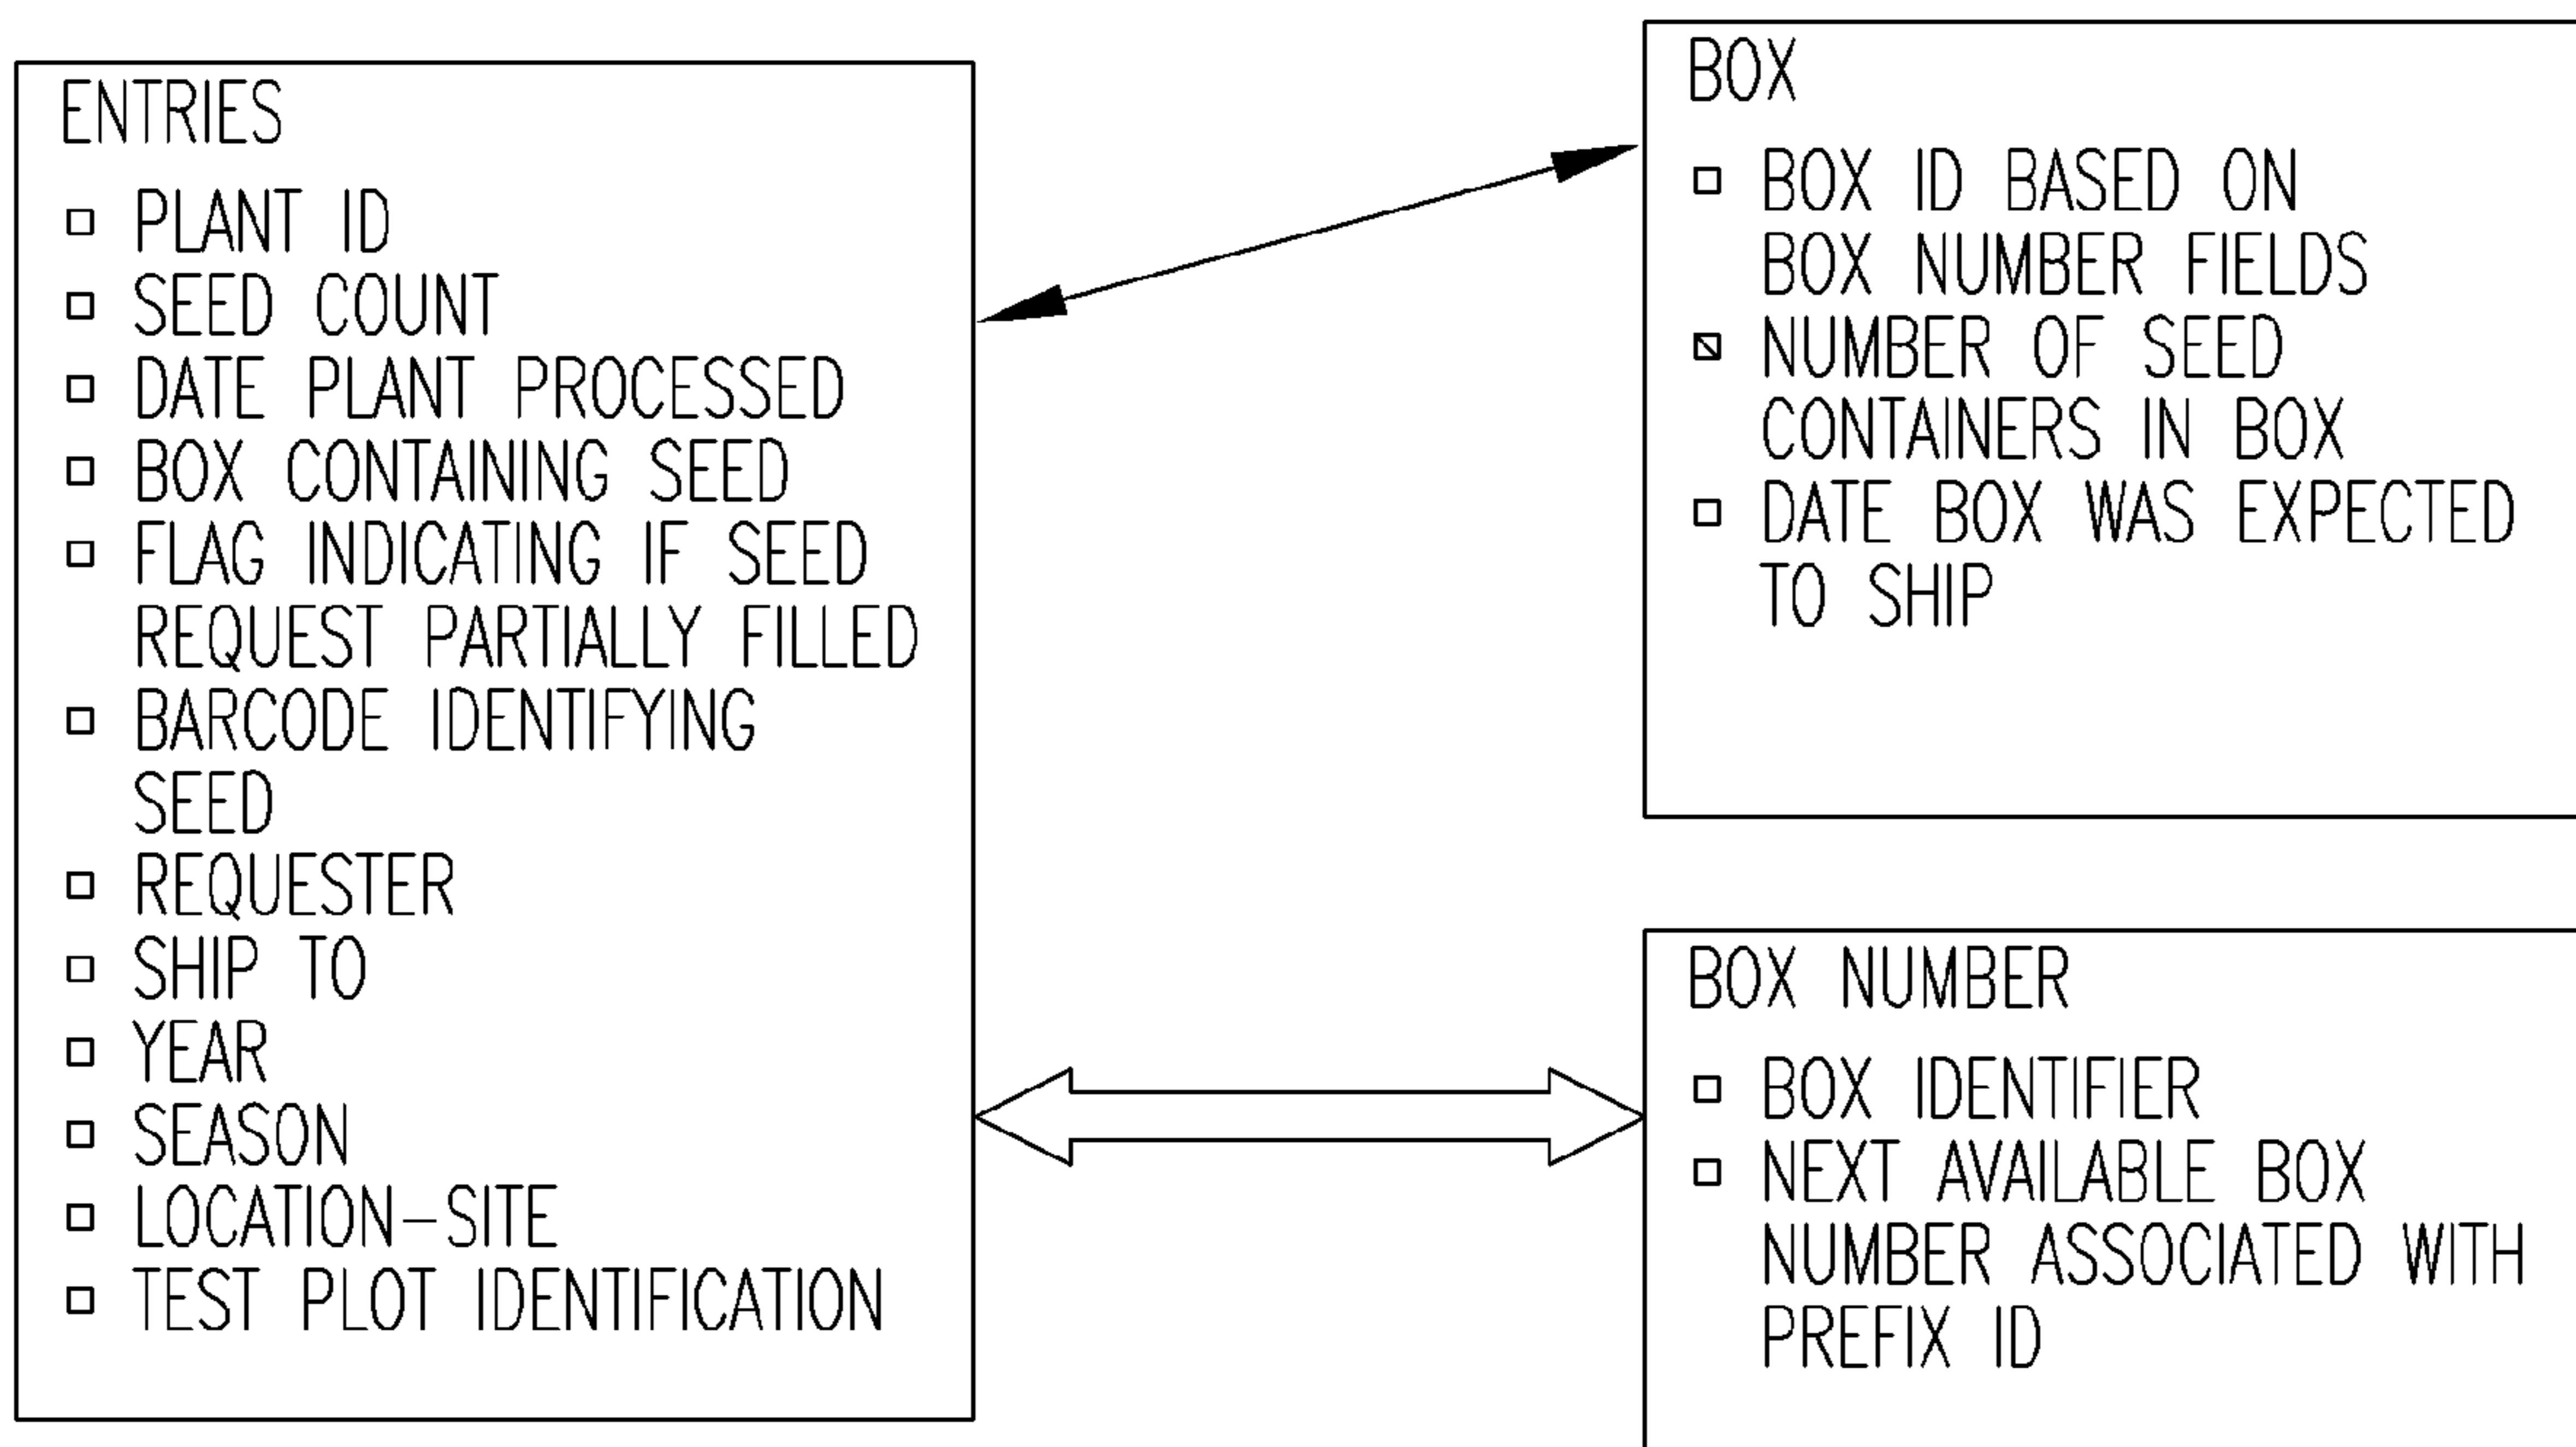 ENTRIES
PLANT ID
SEED COUNT
DATE PLANT PROCESSED
BOX CONTAINING SEED
FLAG INDICATING IF SEED
REQUEST PARTIALLY FILLED
BARCODE IDENTIFYING
SEED
REQUESTER
SHIP TO
YEAR
SEASON
LOCATION-SITE
TEST PLOT IDENTIFICATION
BOX
BOX ID BASED ON
BOX NUMBER FIELDS
NUMBER OF SEED
CONTAINERS IN BOX
DATE BOX WAS EXPECTED
TO SHIP
BOX NUMBER
BOX IDENTIFIER
NEXT AVAILABLE BOX
NUMBER ASSOCIATED WITH
PREFIX ID